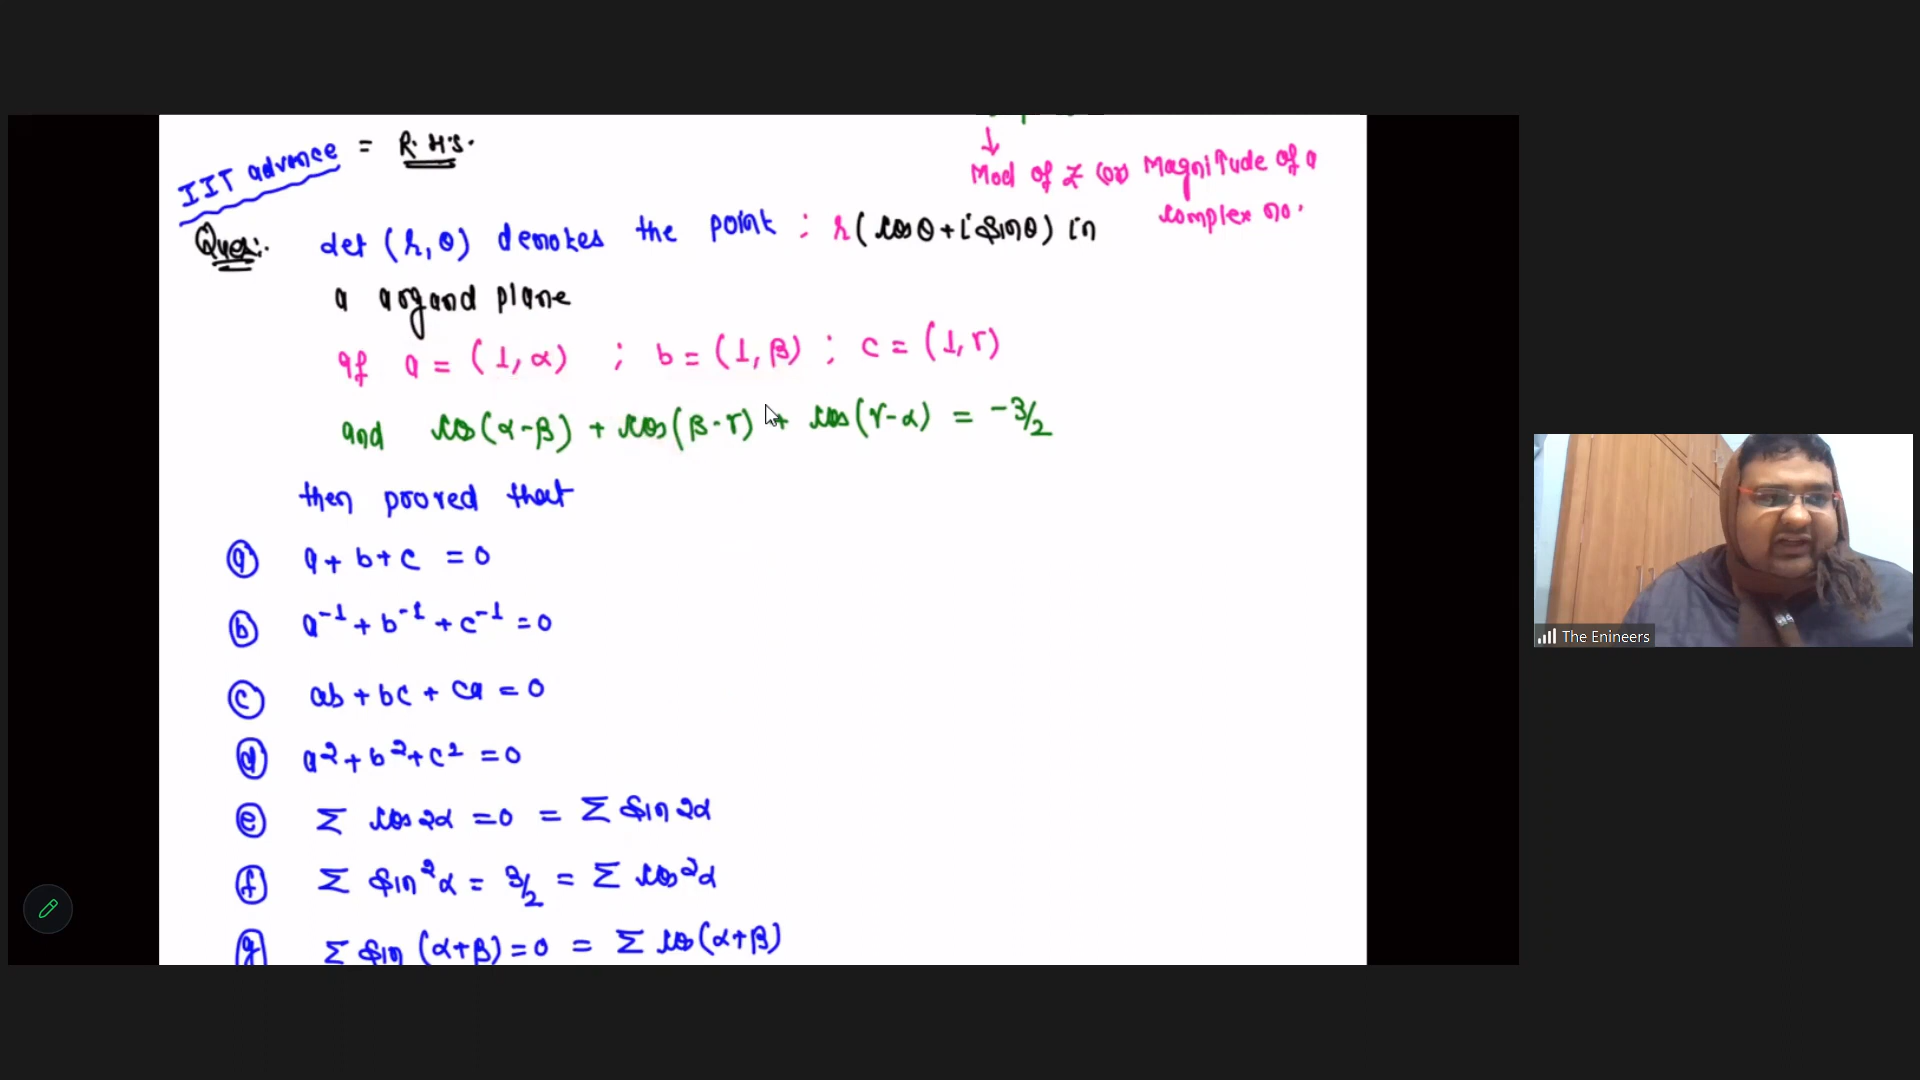 IIT advance = R.H.S.
↓
Mod of z (or) Magnitude of a
complex no.
Ques:. Let (r, θ) denotes the point : r(cosθ+i sinθ) in
a argand plane
If a = (1, α) ; b = (1, β) ; c = (1, r)
and cos(α-β) + cos(β-r) + cos(r-α) = -3/2
then proved that
(a) a + b + c = 0
(b) a⁻¹ + b⁻¹ + c⁻¹ = 0
(c) ab + bc + ca = 0
(d) a² + b² + c² = 0
(e) Σ cos 2α = 0 = Σ sin 2α
(f) Σ sin²α = 3/2 = Σ cos²α
(g) Σ sin (α+β) = 0 = Σ cos(α+β)
The Enineers